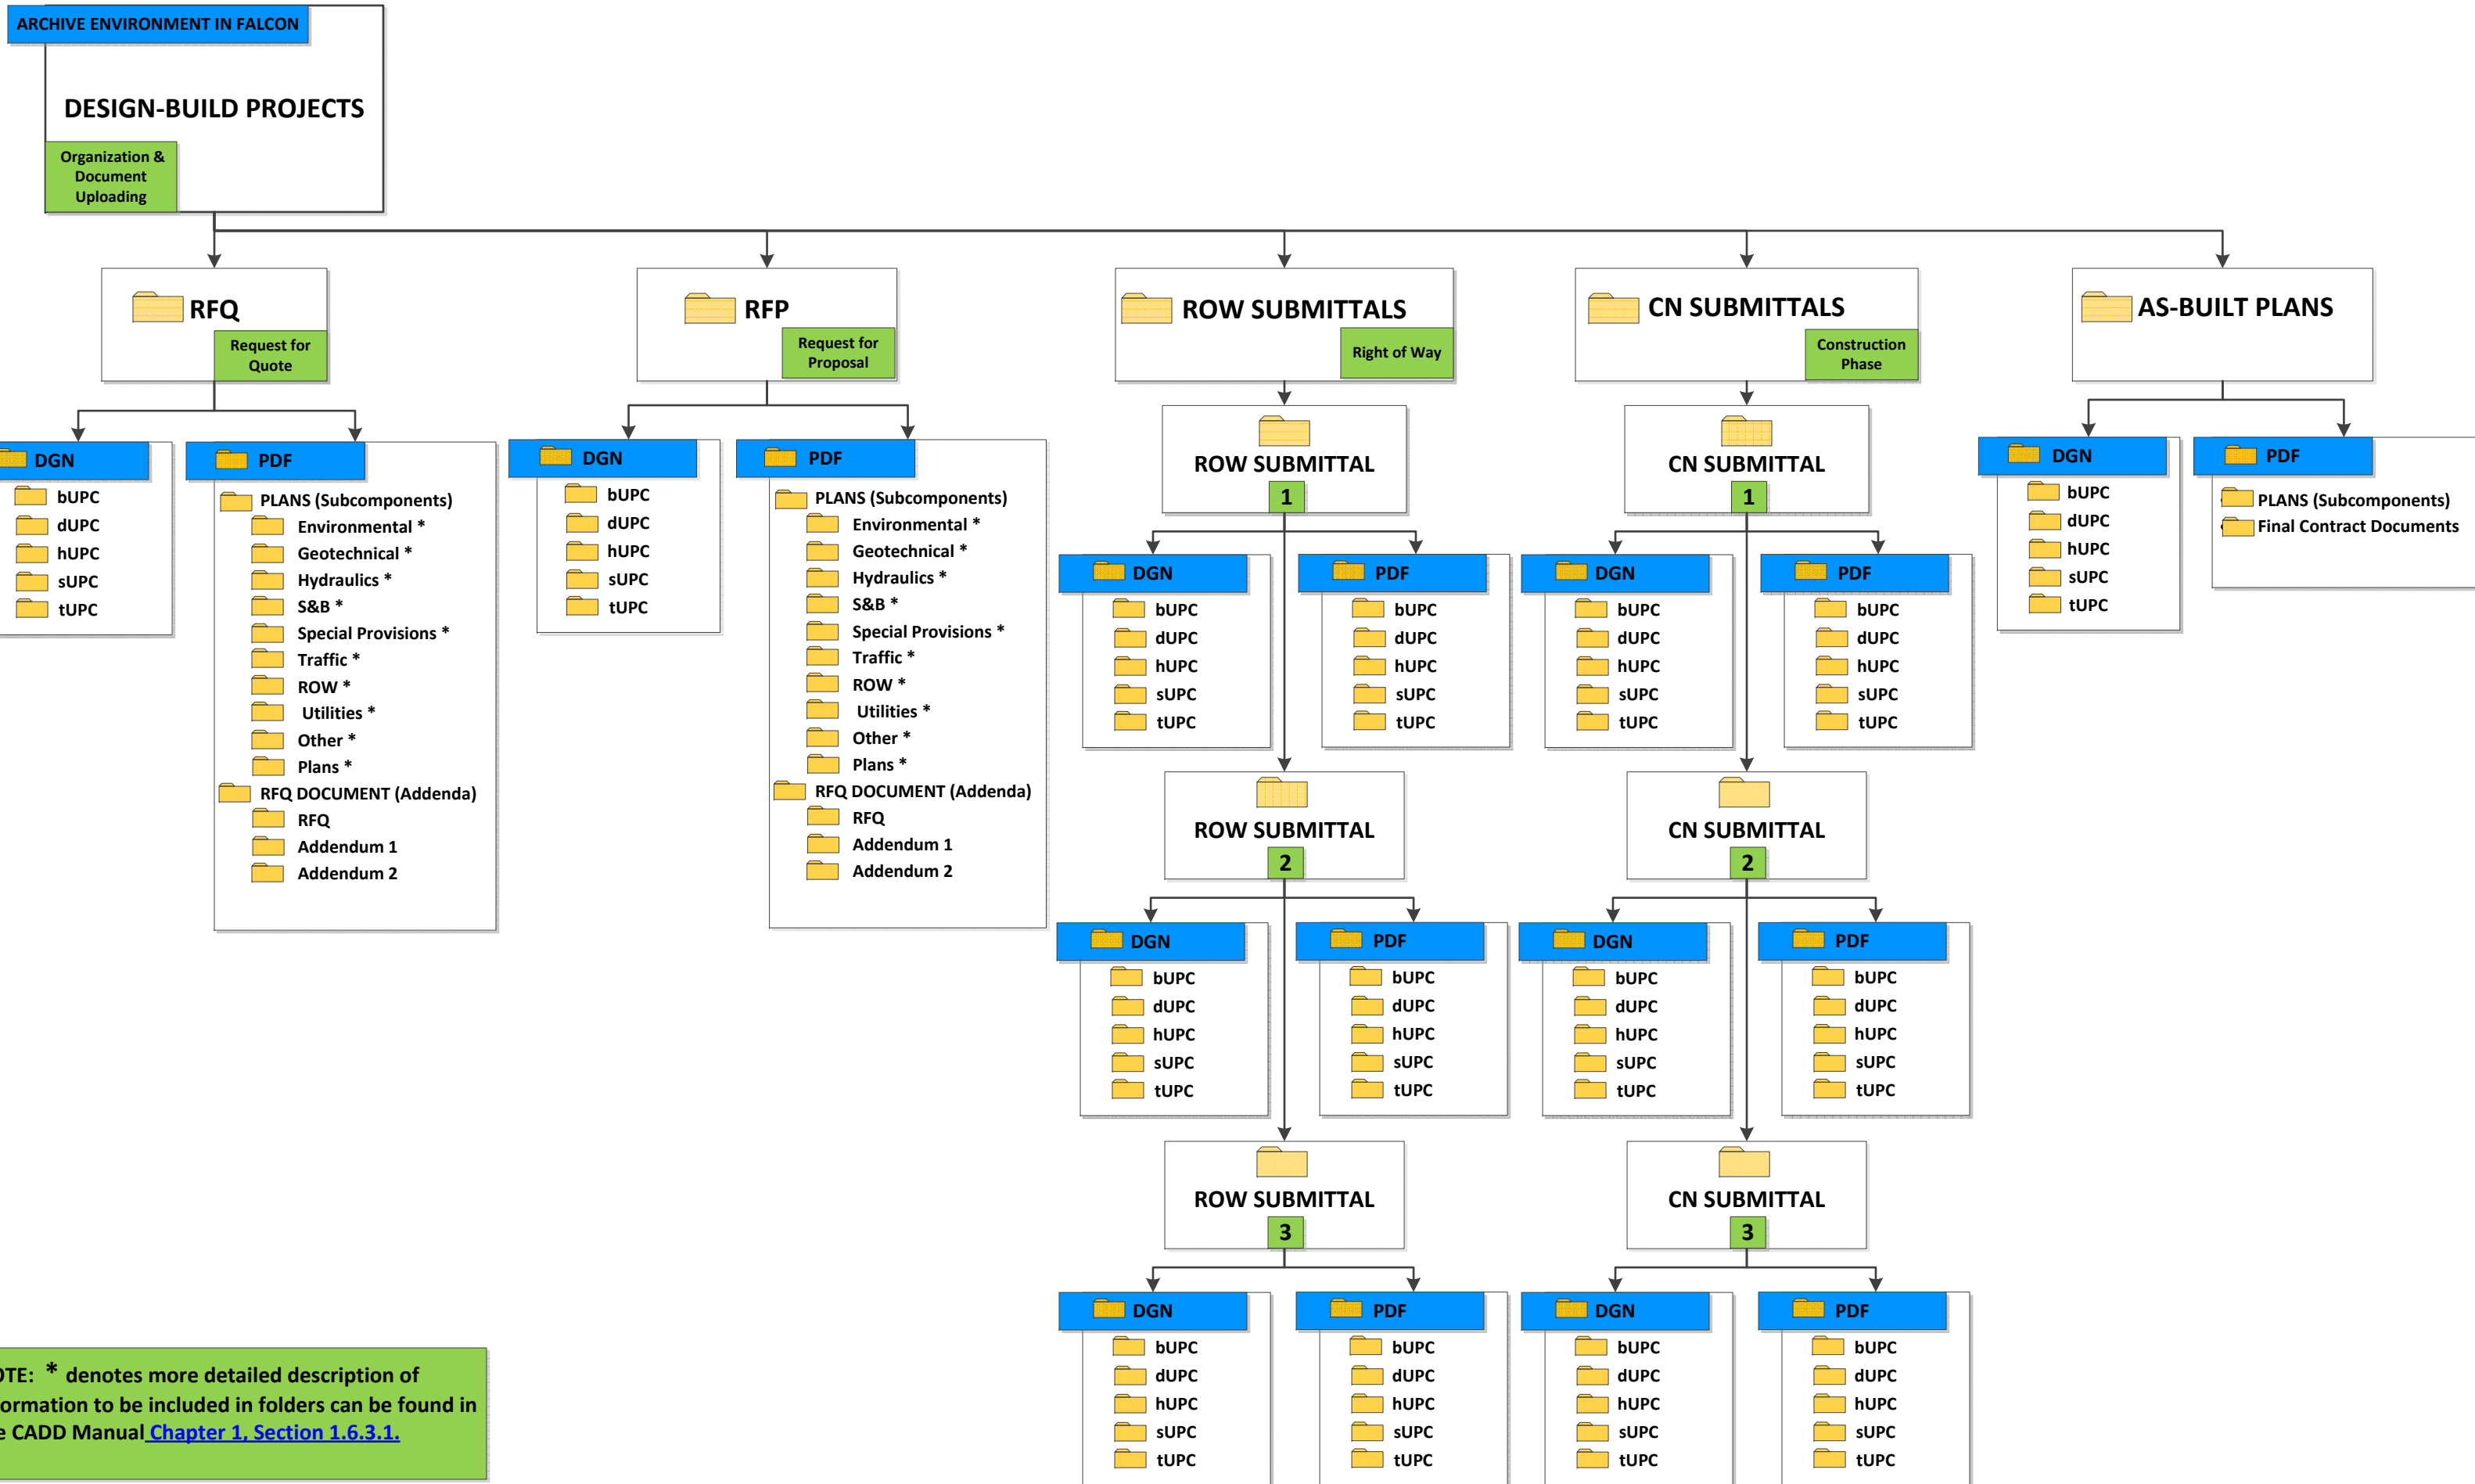 ARCHIVE ENVIRONMENT IN FALCON
DESIGN-BUILD PROJECTS
Organization &
Document
Uploading
RFQ
Request for
Quote
DGN
bUPC
dUPC
hUPC
sUPC
tUPC
PDF
PLANS (Subcomponents)
Environmental *
Geotechnical *
Hydraulics *
S&B *
Special Provisions *
Traffic *
ROW *
Utilities *
Other *
Plans *
RFQ DOCUMENT (Addenda)
RFQ
Addendum 1
Addendum 2
RFP
Request for
Proposal
DGN
bUPC
dUPC
hUPC
sUPC
tUPC
PDF
PLANS (Subcomponents)
Environmental *
Geotechnical *
Hydraulics *
S&B *
Special Provisions *
Traffic *
ROW *
Utilities *
Other *
Plans *
RFQ DOCUMENT (Addenda)
RFQ
Addendum 1
Addendum 2
ROW SUBMITTALS
Right of Way
ROW SUBMITTAL
1
DGN
bUPC
dUPC
hUPC
sUPC
tUPC
PDF
bUPC
dUPC
hUPC
sUPC
tUPC
ROW SUBMITTAL
2
DGN
bUPC
dUPC
hUPC
sUPC
tUPC
PDF
bUPC
dUPC
hUPC
sUPC
tUPC
ROW SUBMITTAL
3
DGN
bUPC
dUPC
hUPC
sUPC
tUPC
PDF
bUPC
dUPC
hUPC
sUPC
tUPC
CN SUBMITTALS
Construction
Phase
CN SUBMITTAL
1
DGN
bUPC
dUPC
hUPC
sUPC
tUPC
PDF
bUPC
dUPC
hUPC
sUPC
tUPC
CN SUBMITTAL
2
DGN
bUPC
dUPC
hUPC
sUPC
tUPC
PDF
bUPC
dUPC
hUPC
sUPC
tUPC
CN SUBMITTAL
3
DGN
bUPC
dUPC
hUPC
sUPC
tUPC
PDF
bUPC
dUPC
hUPC
sUPC
tUPC
AS-BUILT PLANS
DGN
bUPC
dUPC
hUPC
sUPC
tUPC
PDF
PLANS (Subcomponents)
Final Contract Documents
OTE: * denotes more detailed description of
ormation to be included in folders can be found in
e CADD Manual Chapter 1, Section 1.6.3.1.